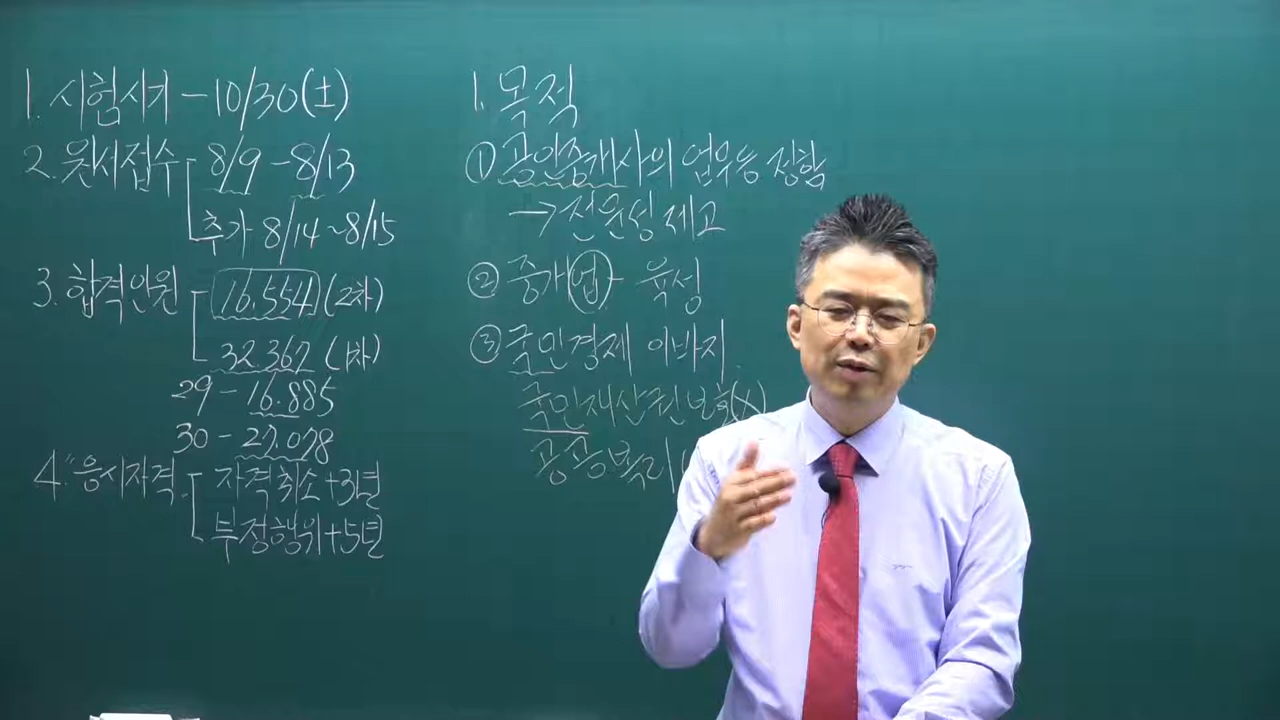 1. 시험시기 - 10/30(土)
2. 원서접수 8/9 - 8/13
추가 8/14 ~ 8/15
3. 합격인원 16.554 (2차)
32.367 (1차)
29 - 16.885
30 - 27.078
4. 응시자격 자격취소 +3년
부정행위 +5년
1. 목적
① 공인중개사의 업무등 정함
→ 전문성 제고
② 중개업 - 육성
③ 국민경제 이바지
국민재산권보호(X)
공공복리(